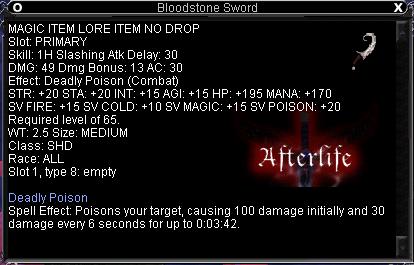 Bloodstone Sword
MAGIC ITEM LORE ITEM NO DROP
Slot: PRIMARY
Skill: 1H Slashing Atk Delay: 30
DMG: 49 Dmg Bonus: 13 AC: 30
Effect: Deadly Poison (Combat)
STR: +20 STA: +20 INT: +15 AGI: +15 HP: +195 MANA: +170
SV FIRE: +15 SV COLD: +10 SV MAGIC: +15 SV POISON: +20
Required level of 65.
WT: 2.5 Size: MEDIUM
Class: SHD
Race: ALL
Slot 1, type 8: empty
Afterlife
Deadly Poison
Spell Effect: Poisons your target, causing 100 damage initially and 30
damage every 6 seconds for up to 0:03:42.